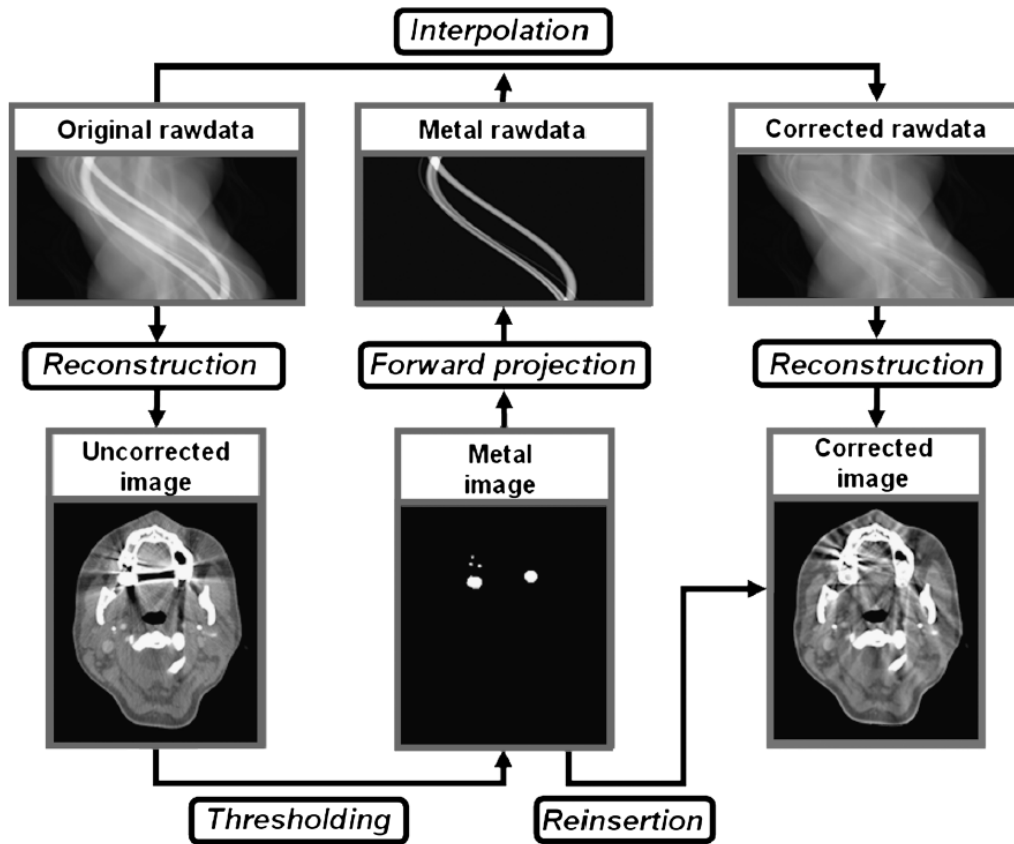 Interpolation
Original rawdata
Metal rawdata
Corrected rawdata
Reconstruction
Forward projection
Reconstruction
Uncorrected
image
Metal
image
Corrected
image
Thresholding
Reinsertion